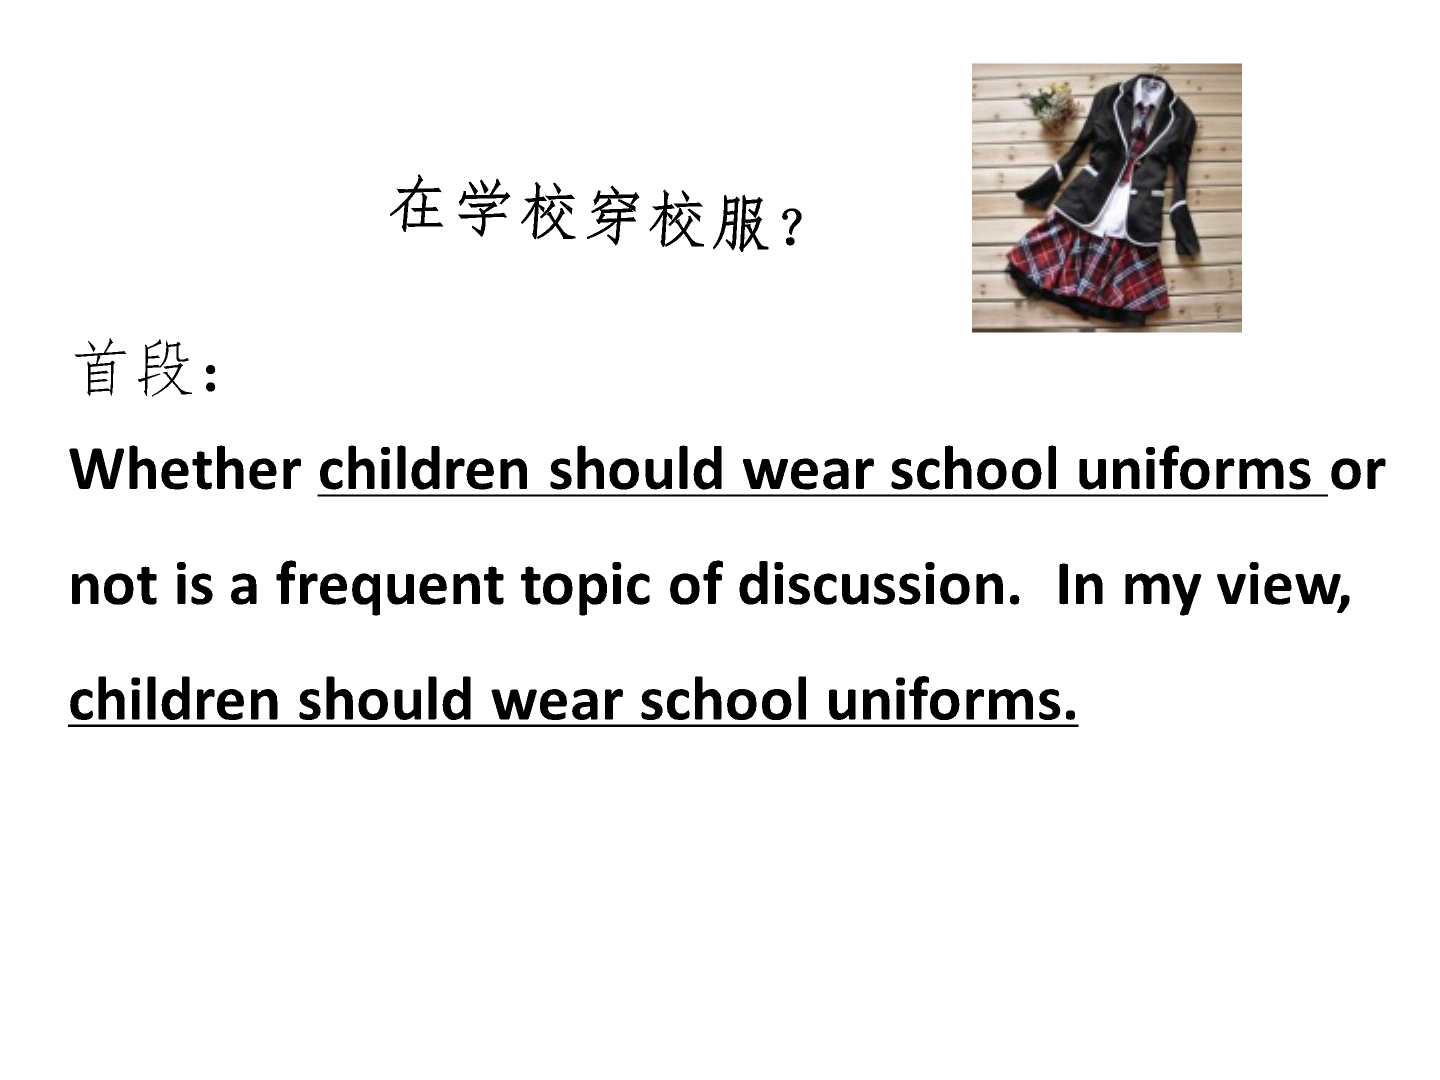 在学校穿校服？
首段：
Whether children should wear school uniforms or
not is a frequent topic of discussion.  In my view,
children should wear school uniforms.